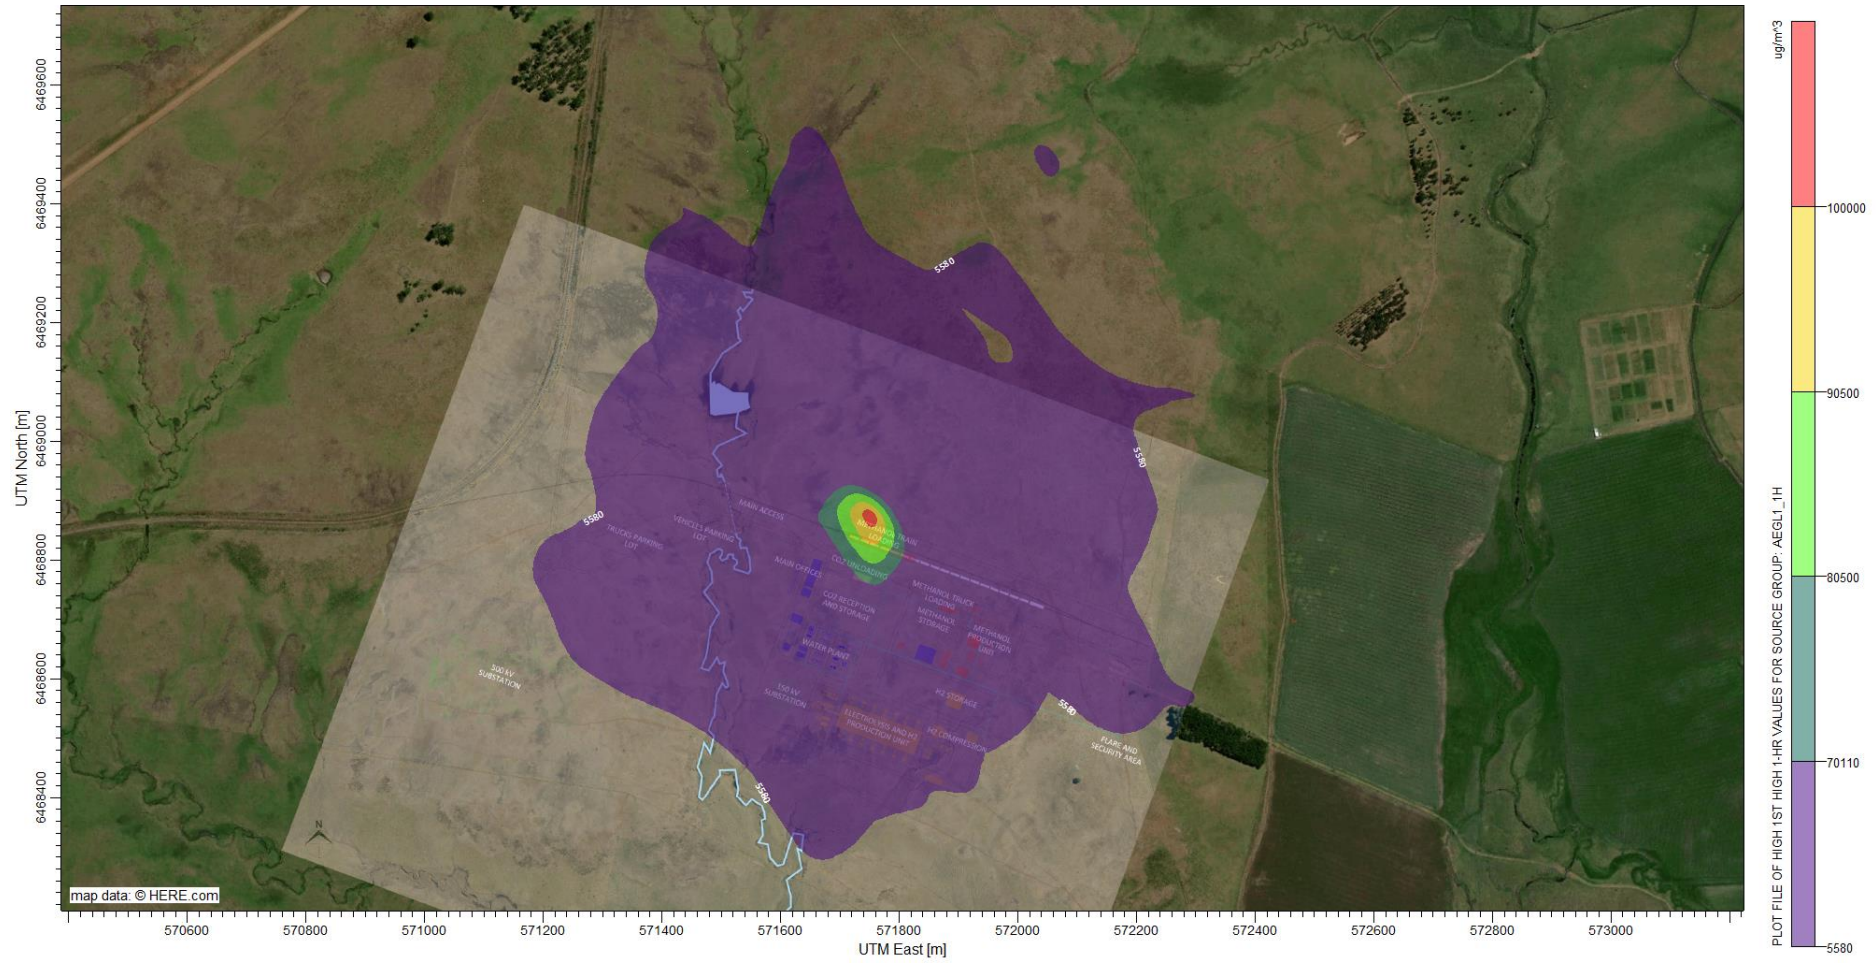 ug/m^3
100000
90500
80500
70110
5580
PLOT FILE OF HIGH 1ST HIGH 1-HR VALUES FOR SOURCE GROUP: AEGL1_1H
UTM North [m]
6469600
6469400
6469200
6469000
6468800
6468600
6468400
5580
5580
5580
5580
5580
MAIN ACCESS
TRUCKS PARKING
LOT
VEHICLES PARKING
LOT
METHANOL TRAIN
LOADING
MAIN OFFICES
CO2 UNLOADING
CO2 RECEPTION
AND STORAGE
METHANOL TRUCK
LOADING
METHANOL
STORAGE
METHANOL
PRODUCTION
UNIT
WATER PLANT
500 kV
SUBSTATION
150 kV
SUBSTATION
H2 STORAGE
ELECTROLYSIS AND H2
PRODUCTION UNIT
H2 COMPRESSION
FLARE AND
SECURITY AREA
N
map data: © HERE.com
570600
570800
571000
571200
571400
571600
571800
572000
572200
572400
572600
572800
573000
UTM East [m]